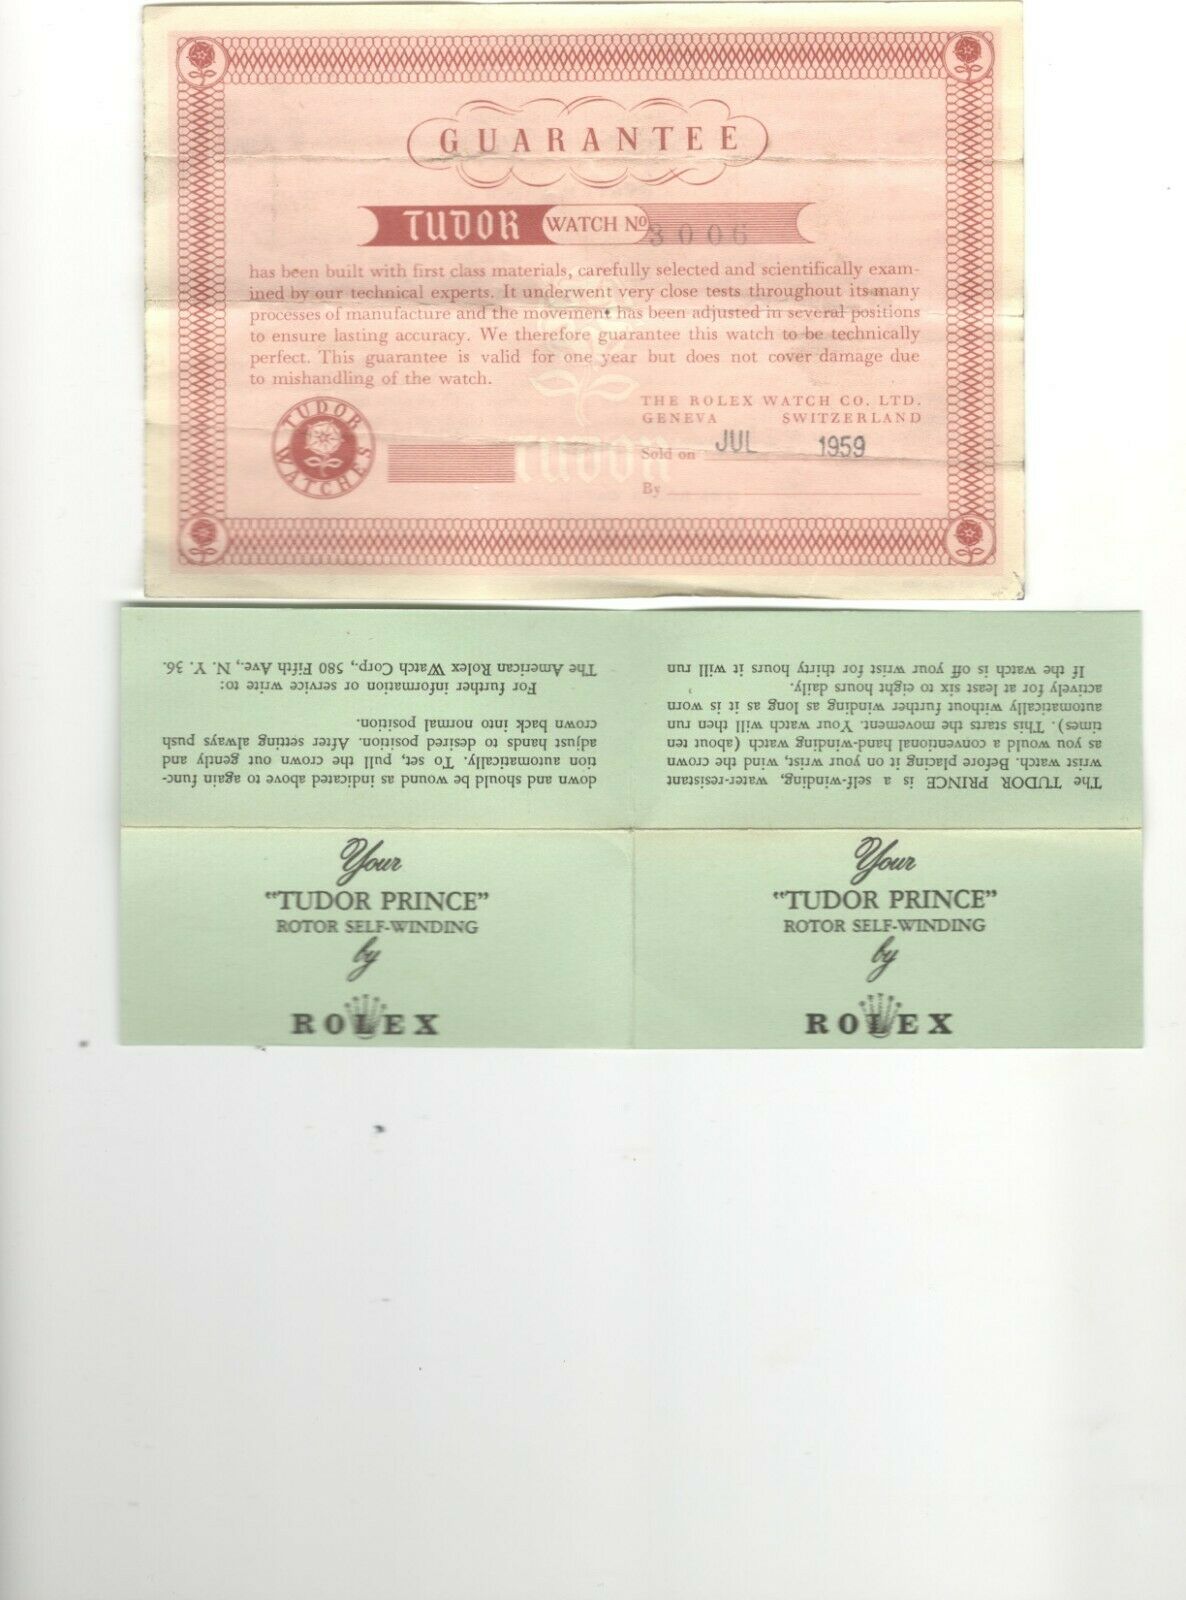 GUARANTEE
TUDOR WATCH No 3006
has been built with first class materials, carefully selected and scientifically exam-
ined by our technical experts. It underwent very close tests throughout its many
processes of manufacture and the movement has been adjusted in several positions
to ensure lasting accuracy. We therefore guarantee this watch to be technically
perfect. This guarantee is valid for one year but does not cover damage due
to mishandling of the watch.
THE ROLEX WATCH CO. LTD.
GENEVA SWITZERLAND
TUDOR
WATCHES
TUDOR
Sold on JUL 1959
By
The TUDOR PRINCE is a self-winding, water-resistant
wrist watch. Before placing it on your wrist, wind the crown
as you would a conventional hand-winding watch (about ten
times). This starts the movement. Your watch will then run
automatically without further winding as long as it is worn
actively for at least six to eight hours daily.
If the watch is off your wrist for thirty hours it will run
down and should be wound as indicated above to again func-
tion automatically. To set, pull the crown out gently and
adjust hands to desired position. After setting always push
crown back into normal position.
For further information or service write to:
The American Rolex Watch Corp., 580 Fifth Ave., N. Y. 36.
Your
"TUDOR PRINCE"
ROTOR SELF-WINDING
by
ROLEX
Your
"TUDOR PRINCE"
ROTOR SELF-WINDING
by
ROLEX